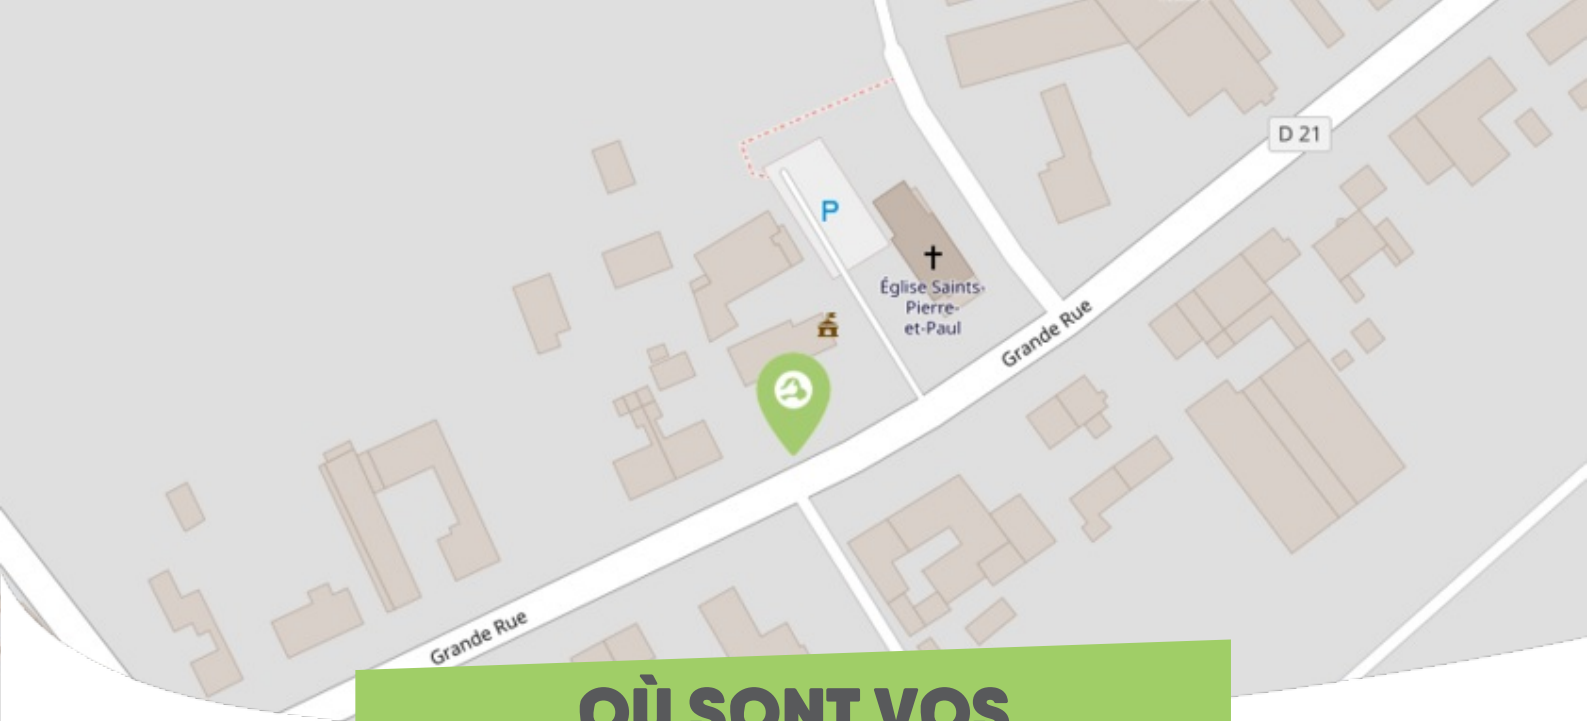 D 21
P
Église Saints-
Pierre-
et-Paul
Grande Rue
Grande Rue
OÙ SONT VOS